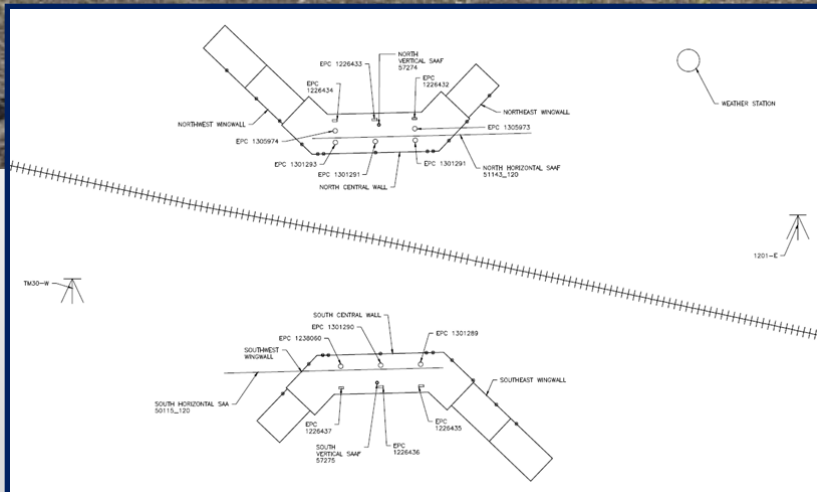 NORTH
VERTICAL SAAF
57274
EPC 1226433
EPC
1226434
EPC
1226432
WEATHER STATION
NORTHEAST WINGWALL
NORTHWEST WINGWALL
EPC 1305973
EPC 1305974
EPC 1301293
EPC 1301291
EPC 1301291
NORTH HORIZONTAL SAAF
51143_120
NORTH CENTRAL WALL
1201-E
TM30-W
SOUTH CENTRAL WALL
EPC 1301290
EPC 1238060
EPC 1301289
SOUTHWEST
WINGWALL
SOUTHEAST WINGWALL
SOUTH HORIZONTAL SAA
50115_120
EPC
1226437
EPC
1226435
SOUTH
VERTICAL SAAF
57275
EPC
1226436